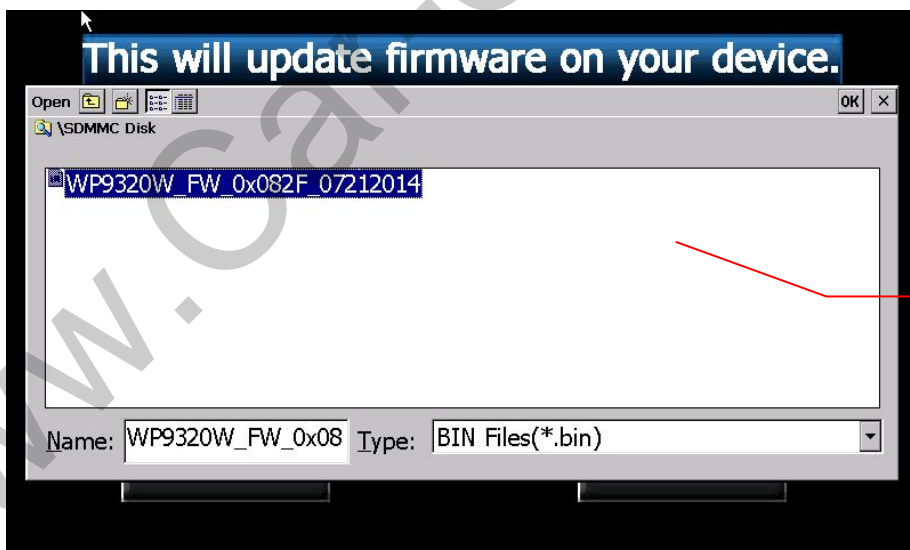 This will update firmware on your device.
Open OK ×
\SDMMC Disk
WP9320W_FW_0x082F_07212014
Name: WP9320W_FW_0x08 Type: BIN Files(*.bin)